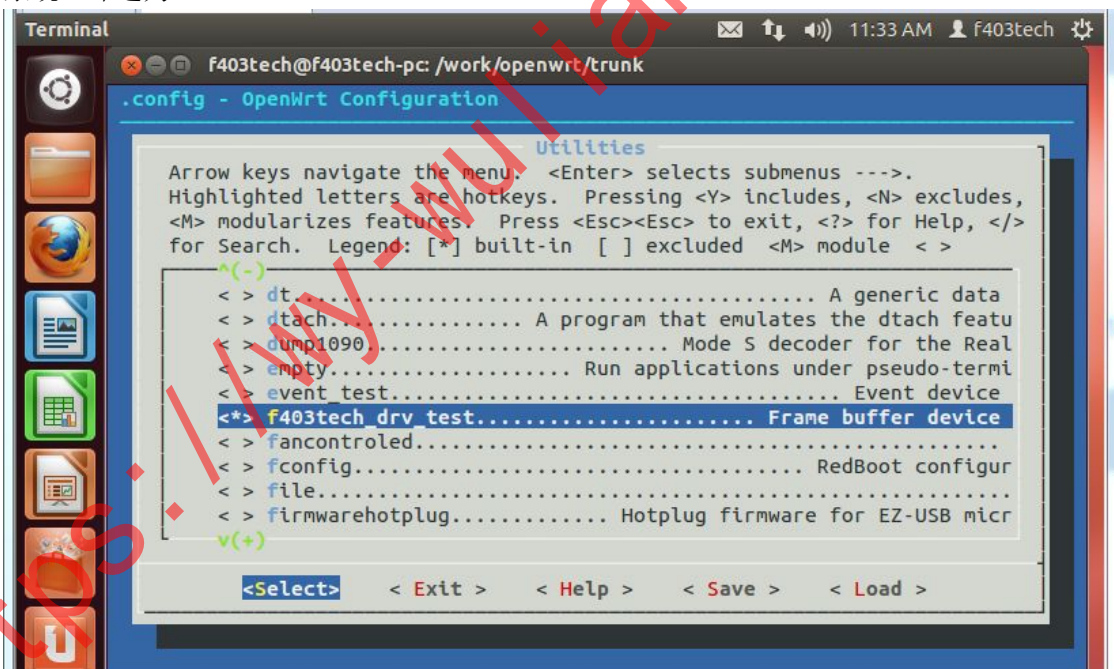 Terminal 11:33 AM f403tech
f403tech@f403tech-pc: /work/openwrt/trunk
.config - OpenWrt Configuration
Utilities
Arrow keys navigate the menu. <Enter> selects submenus --->.
Highlighted letters are hotkeys. Pressing <Y> includes, <N> excludes,
<M> modularizes features. Press <Esc><Esc> to exit, <?> for Help, </>
for Search. Legend: [*] built-in [ ] excluded <M> module < >
^(-)
< > dt................................................... A generic data
< > dtach................... A program that emulates the dtach featu
< > dump1090.............................. Mode S decoder for the Real
< > empty..................... Run applications under pseudo-termi
< > event_test............................................ Event device
<*> f403tech_drv_test........................... Frame buffer device
< > fancontroled.........................................................
< > fconfig........................................... RedBoot configur
< > file...................................................................
< > firmwarehotplug............. Hotplug firmware for EZ-USB micr
v(+)
<Select> < Exit > < Help > < Save > < Load >
tps://wy-wulia